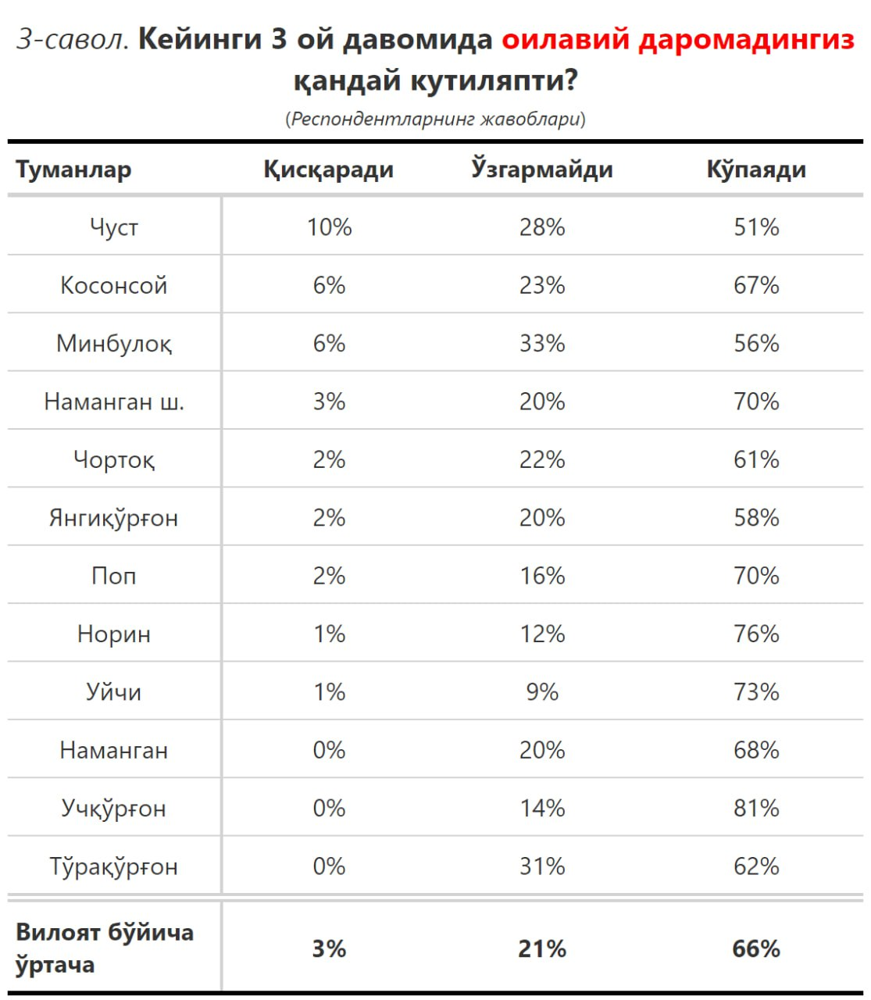 3-савол. Кейинги 3 ой давомида оилавий даромадингиз
қандай кутиляпти?
(Респондентларнинг жавоблари)
Туманлар Қисқаради Ўзгармайди Кўпаяди
Чуст 10% 28% 51%
Косонсой 6% 23% 67%
Минбулоқ 6% 33% 56%
Наманган ш. 3% 20% 70%
Чортоқ 2% 22% 61%
Янгиқўрғон 2% 20% 58%
Поп 2% 16% 70%
Норин 1% 12% 76%
Уйчи 1% 9% 73%
Наманган 0% 20% 68%
Учқўрғон 0% 14% 81%
Тўрақўрғон 0% 31% 62%
Вилоят бўйича
ўртача 3% 21% 66%